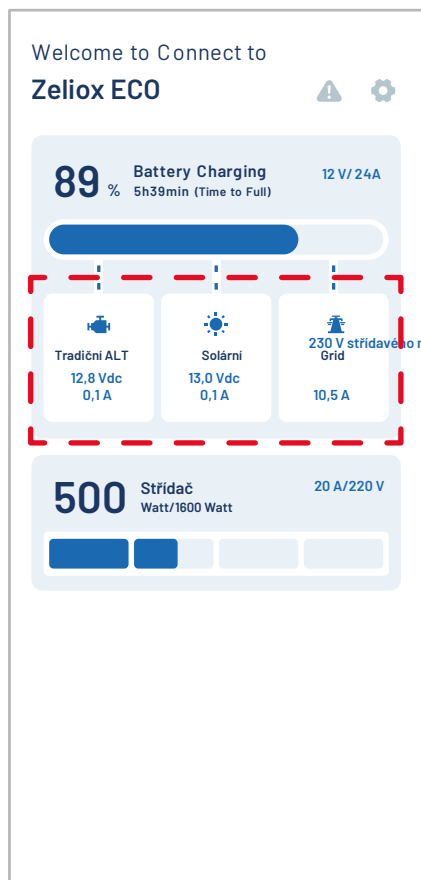 Welcome to Connect to
Zeliox ECO
89 %
Battery Charging
5h39min (Time to Full)
12 V/ 24A
Tradiční ALT
12,8 Vdc
0,1 A
Solární
13,0 Vdc
0,1 A
230 V střídavého
Grid
10,5 A
500
Střídač
Watt/1600 Watt
20 A/220 V